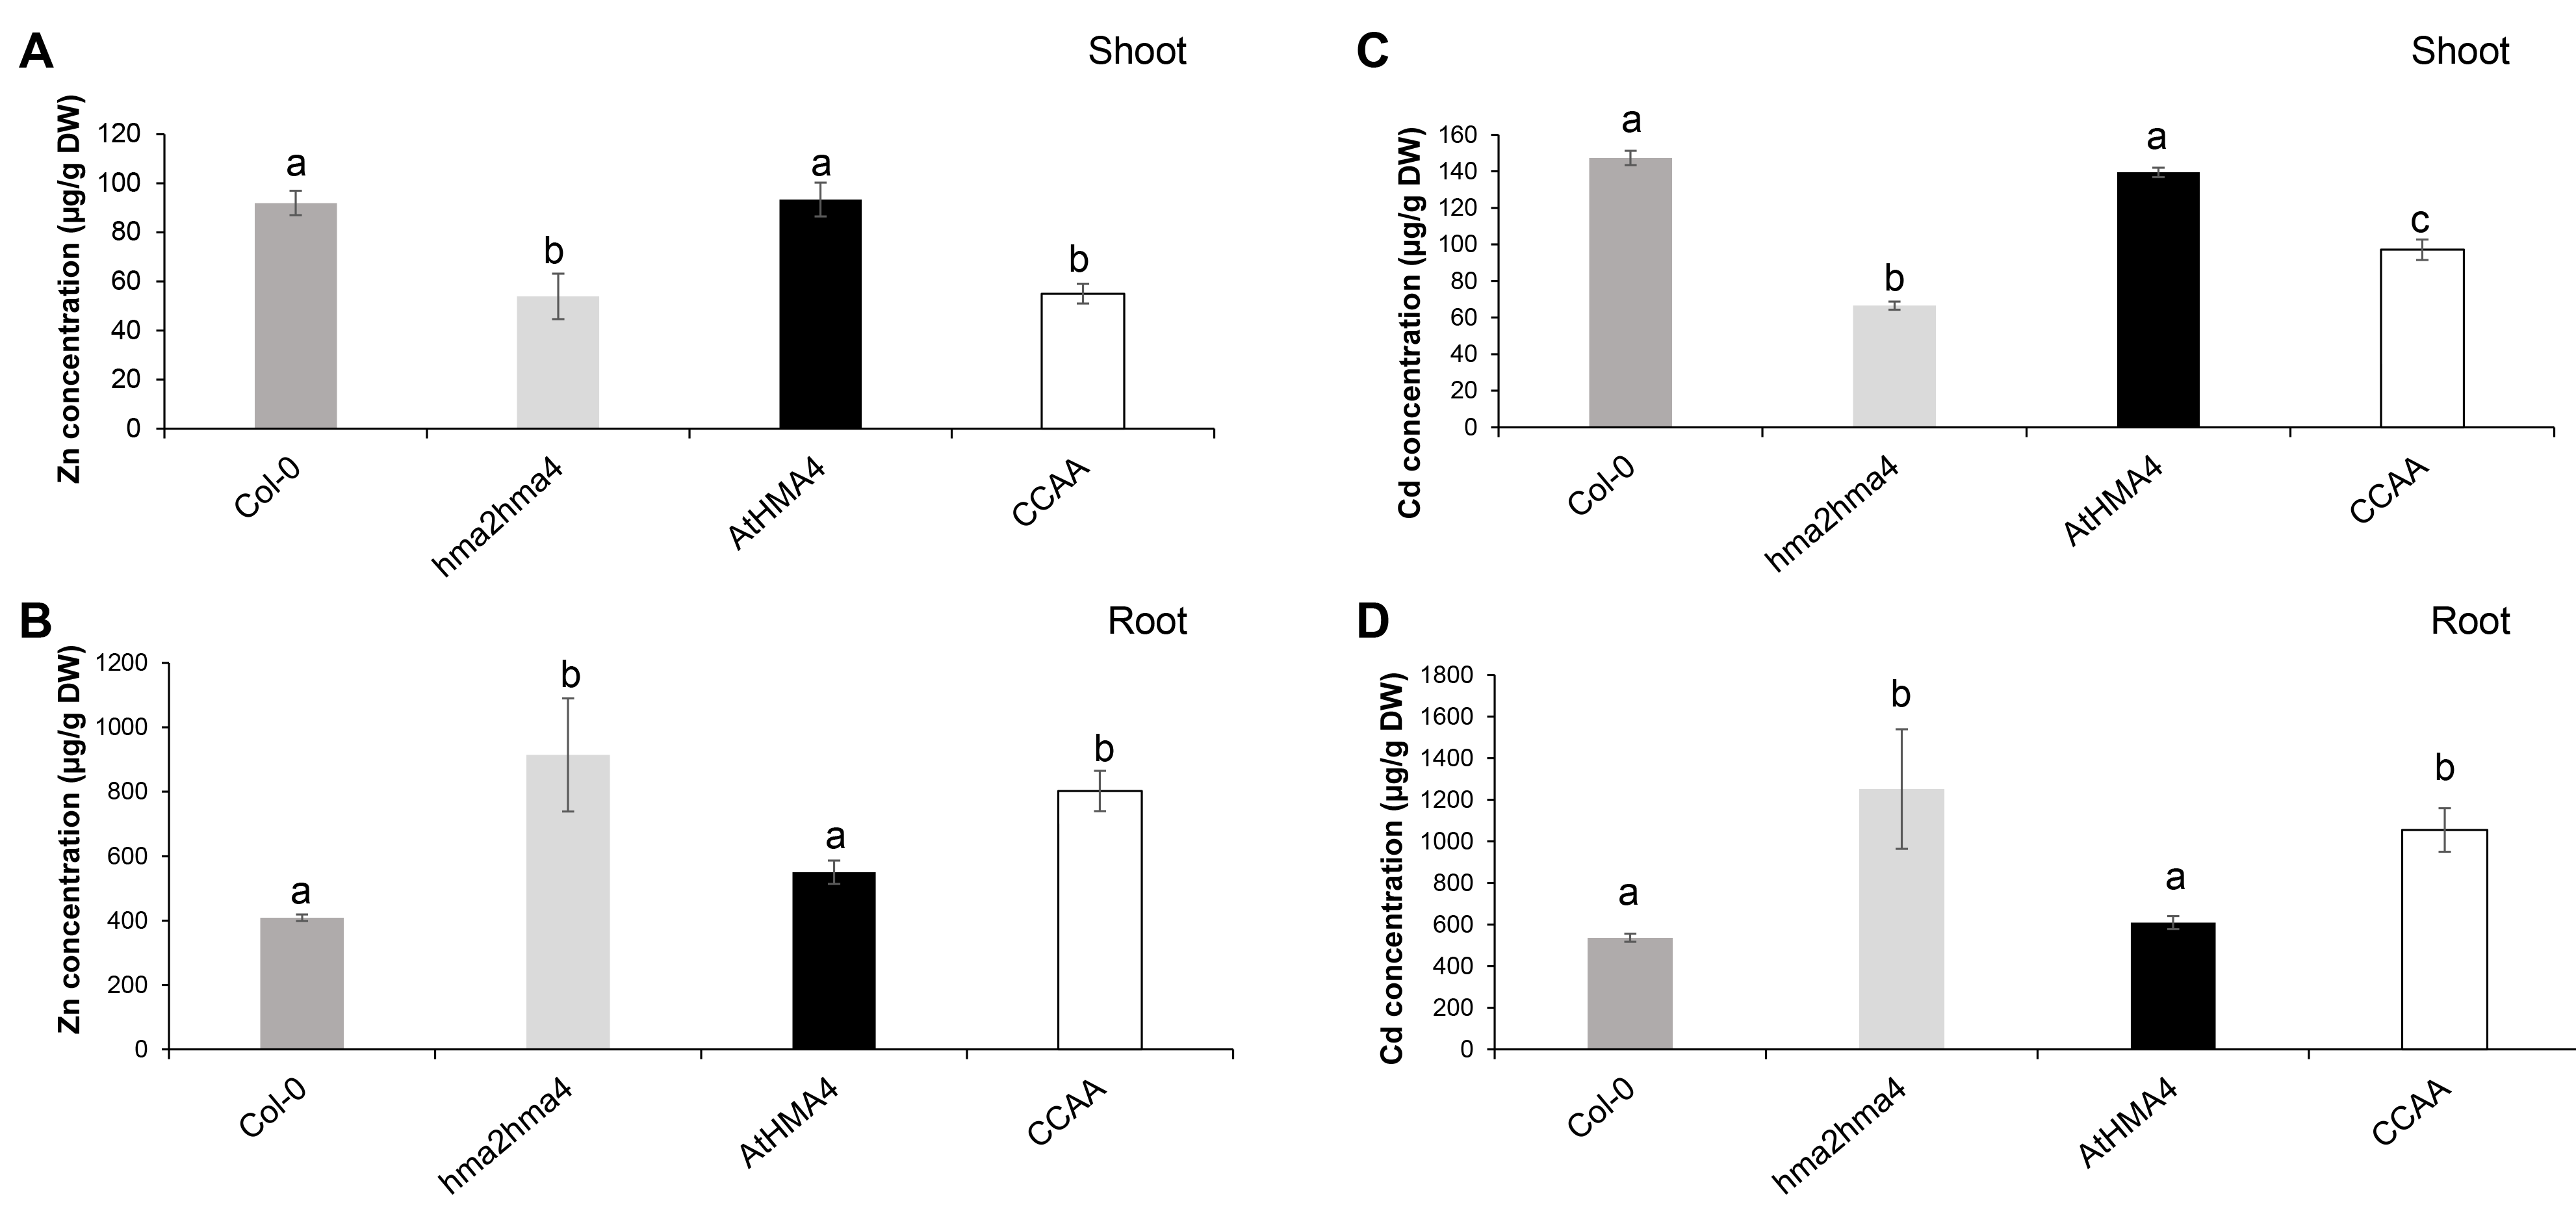 A
Shoot
Zn concentration (µg/g DW)
120
100
80
60
40
20
0
a
b
a
b
Col-0
hma2hma4
AtHMA4
CCAA
C
Shoot
Cd concentration (µg/g DW)
160
140
120
100
80
60
40
20
0
a
b
a
c
Col-0
hma2hma4
AtHMA4
CCAA
B
Root
Zn concentration (µg/g DW)
1200
1000
800
600
400
200
0
a
b
a
b
Col-0
hma2hma4
AtHMA4
CCAA
D
Root
Cd concentration (µg/g DW)
1800
1600
1400
1200
1000
800
600
400
200
0
a
b
a
b
Col-0
hma2hma4
AtHMA4
CCAA